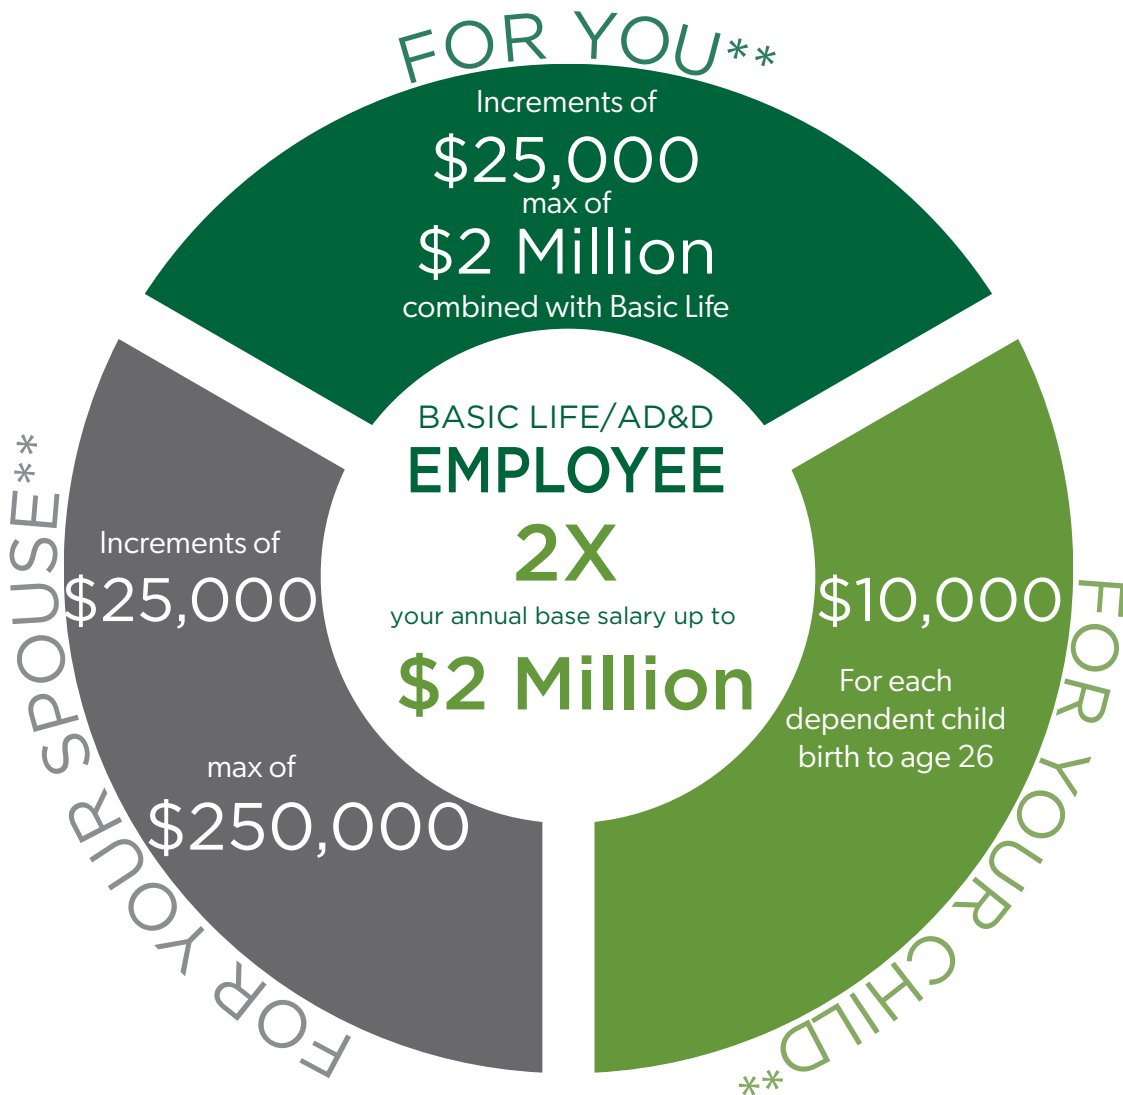 FOR YOU**
Increments of
$25,000
max of
$2 Million
combined with Basic Life
BASIC LIFE/AD&D
EMPLOYEE
2X
your annual base salary up to
$2 Million
FOR YOUR SPOUSE**
Increments of
$25,000
max of
$250,000
FOR YOUR CHILD**
$10,000
For each
dependent child
birth to age 26